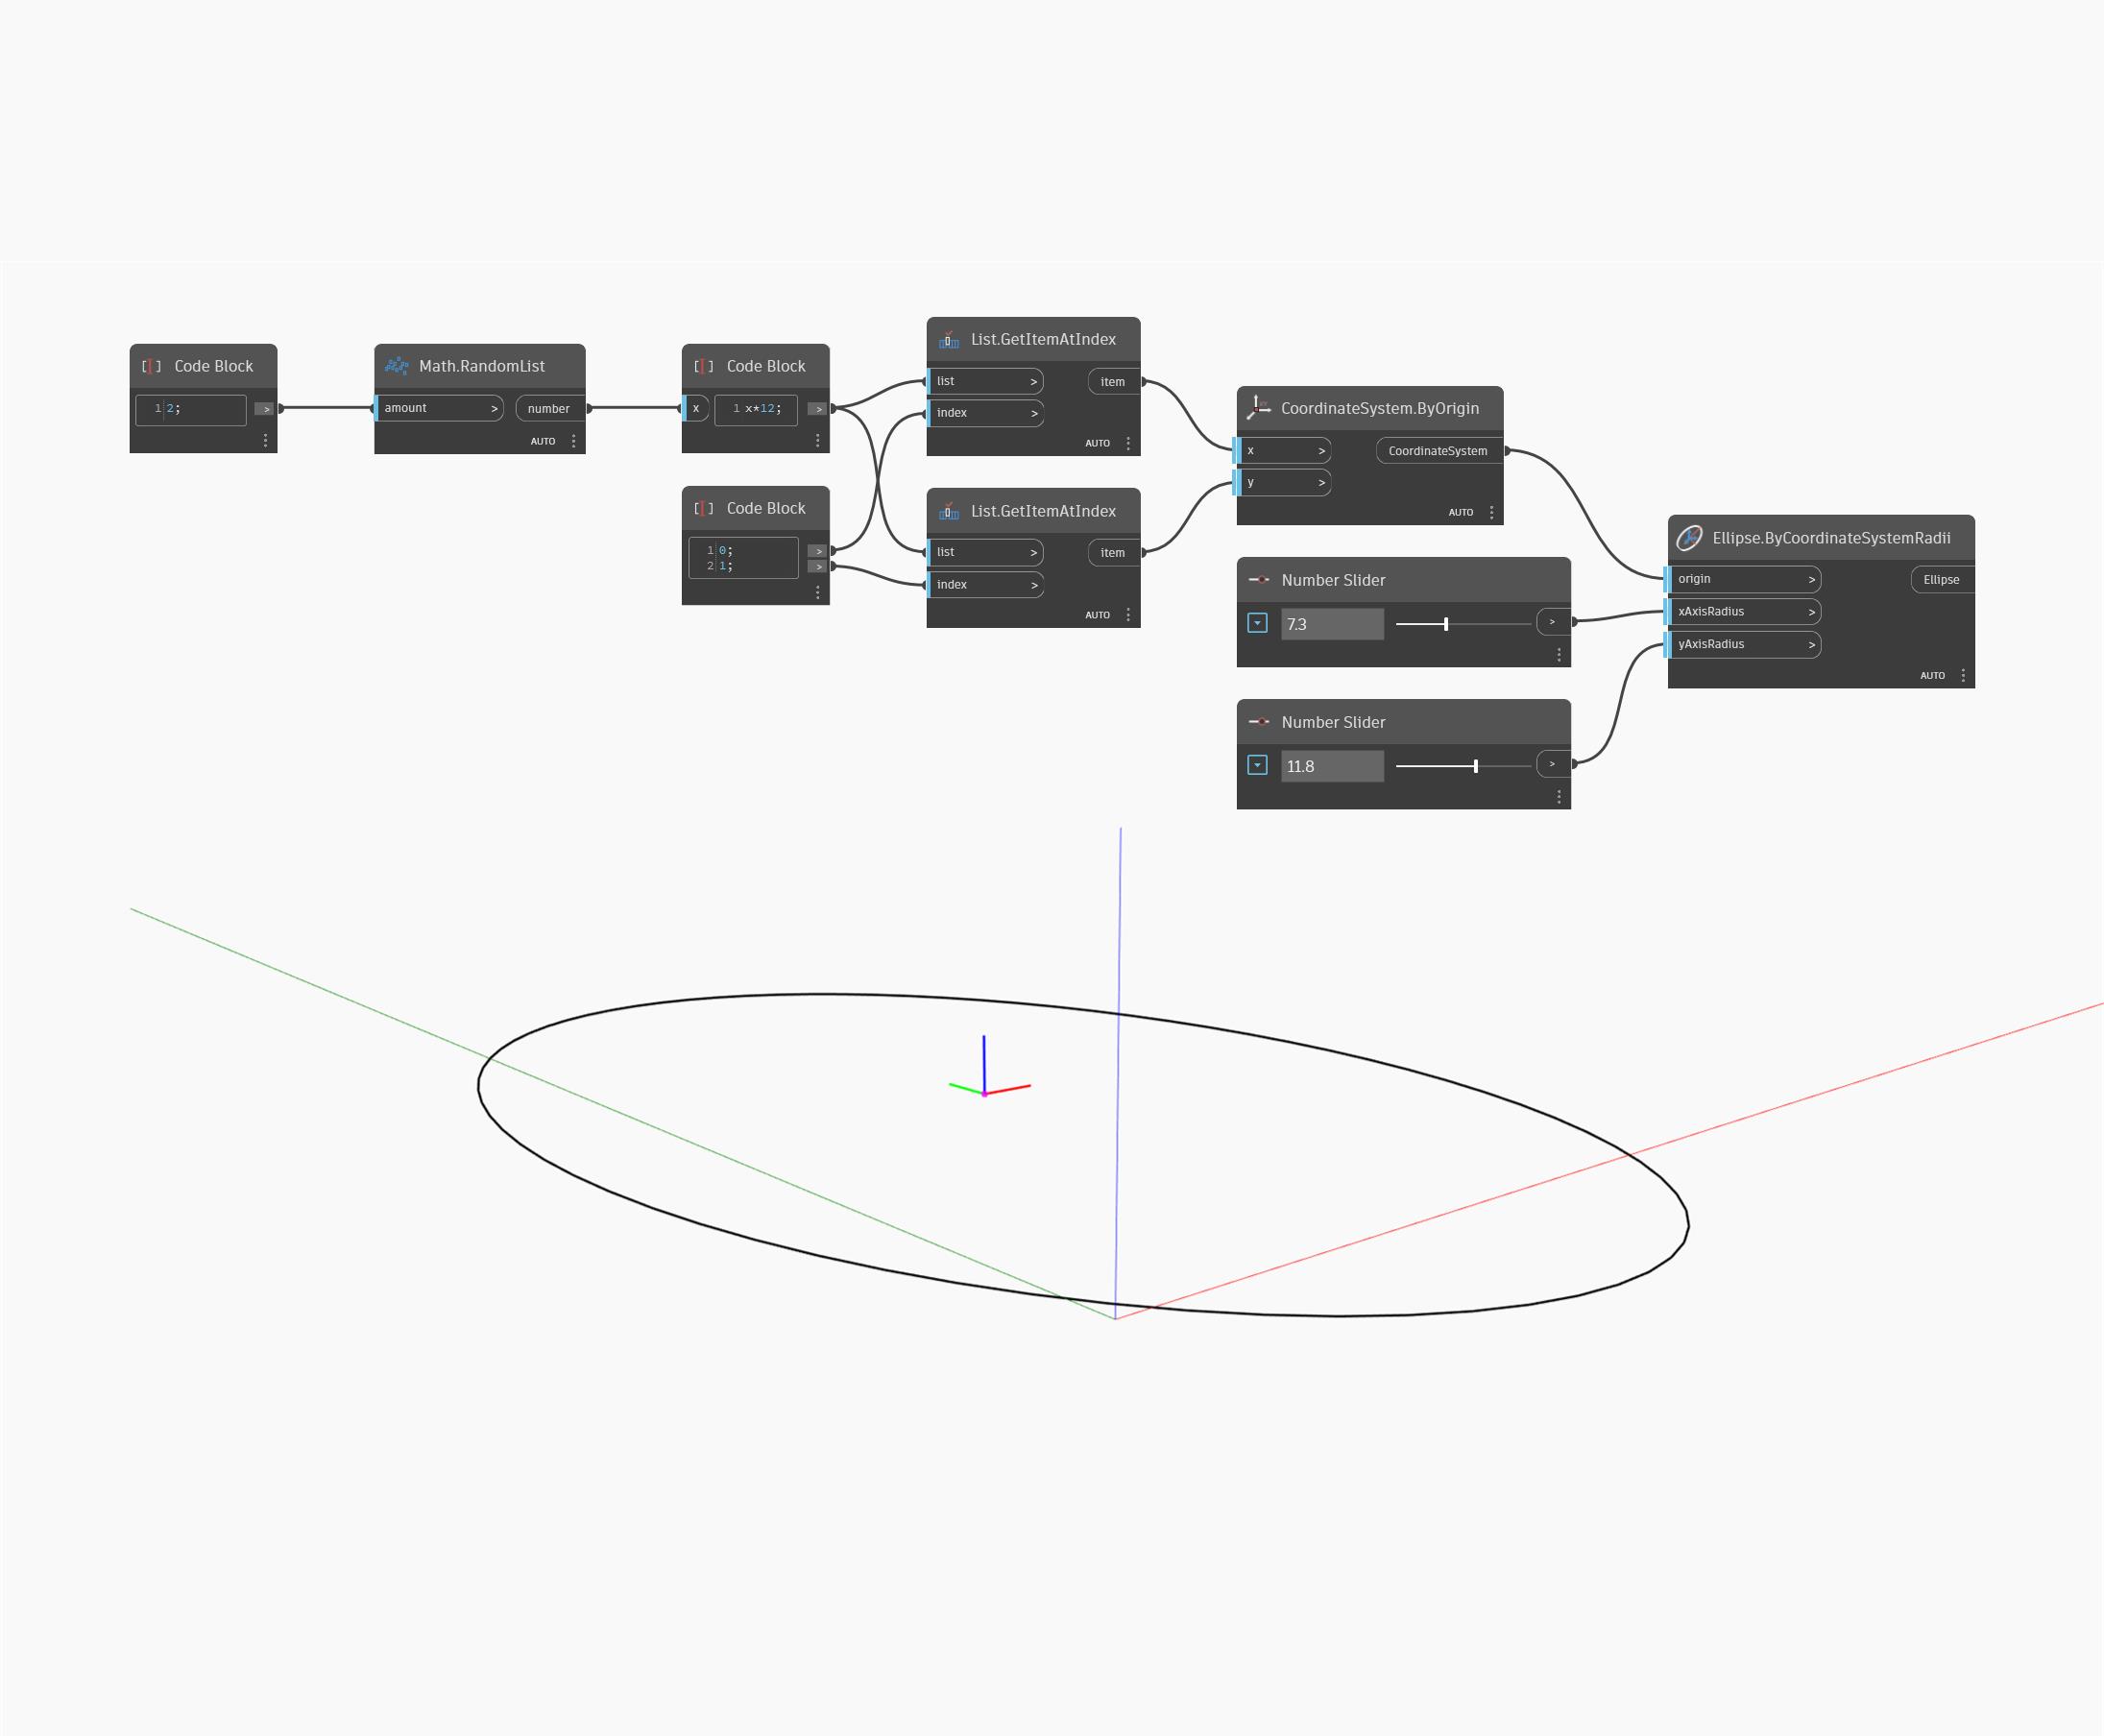 Code Block
1 2;
>
Math.RandomList
amount >
number
AUTO
Code Block
x
1 x*12;
>
Code Block
1 0; >
2 1; >
List.GetItemAtIndex
list >
item
index >
AUTO
List.GetItemAtIndex
list >
item
index >
AUTO
CoordinateSystem.ByOrigin
x >
CoordinateSystem
y >
AUTO
Number Slider
7.3
>
Number Slider
11.8
>
Ellipse.ByCoordinateSystemRadii
origin >
Ellipse
xAxisRadius >
yAxisRadius >
AUTO